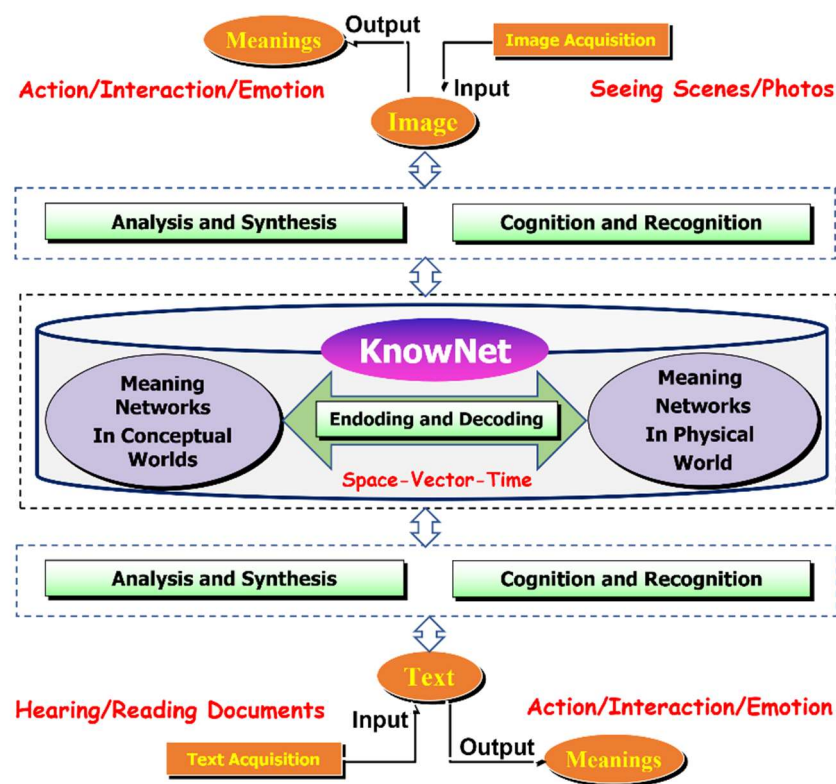 Output
Meanings
Image Acquisition
Action/Interaction/Emotion
Input
Seeing Scenes/Photos
Image
Analysis and Synthesis
Cognition and Recognition
KnowNet
Meaning
Networks
In Conceptual
Worlds
Endoding and Decoding
Meaning
Networks
In Physical
World
Space-Vector-Time
Analysis and Synthesis
Cognition and Recognition
Text
Hearing/Reading Documents
Input
Action/Interaction/Emotion
Text Acquisition
Output
Meanings